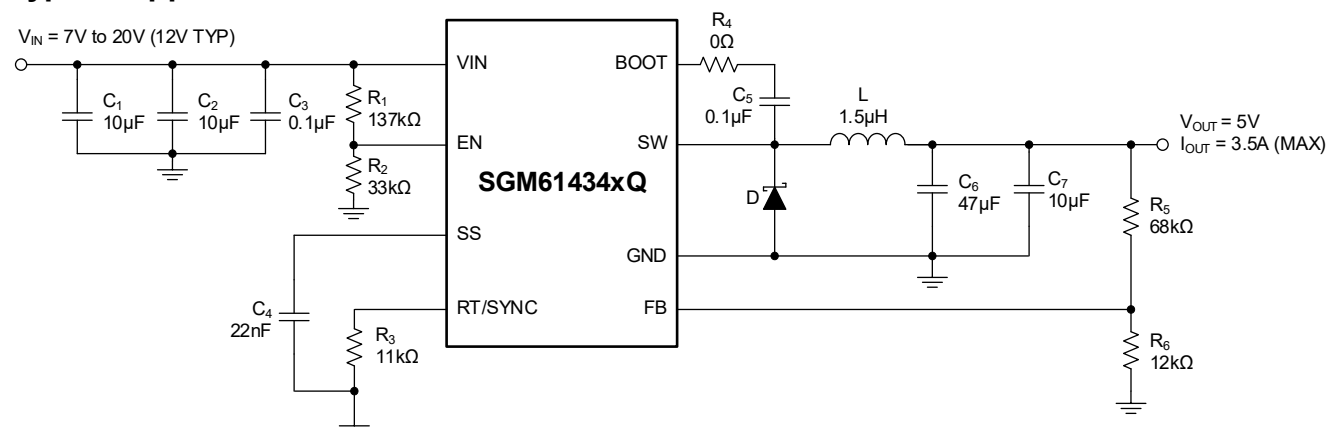 V_IN = 7V to 20V (12V TYP)
C1
10μF
C2
10μF
C3
0.1μF
R1
137kΩ
R2
33kΩ
VIN
EN
SS
RT/SYNC
SGM61434xQ
BOOT
SW
GND
FB
C4
22nF
R3
11kΩ
R4
0Ω
C5
0.1μF
L
1.5μH
D
C6
47μF
C7
10μF
V_OUT = 5V
I_OUT = 3.5A (MAX)
R5
68kΩ
R6
12kΩ